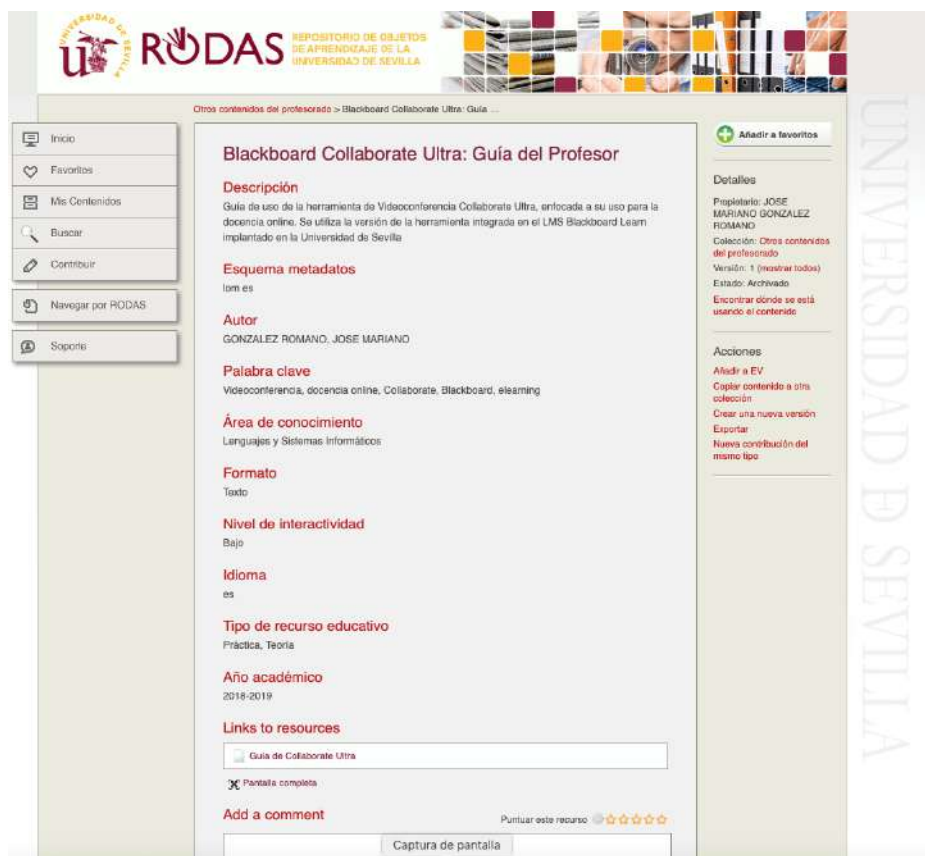 UNIVERSIDAD DE SEVILLA
RODAS
REPOSITORIO DE OBJETOS
DE APRENDIZAJE DE LA
UNIVERSIDAD DE SEVILLA
Otros contenidos del profesorado > Blackboard Collaborate Ultra: Guía ...
Inicio
Favoritos
Mis Contenidos
Buscar
Contribuir
Navegar por RODAS
Soporte
Blackboard Collaborate Ultra: Guía del Profesor
Descripción
Guía de uso de la herramienta de Videoconferencia Collaborate Ultra, enfocada a su uso para la
docencia online. Se utiliza la versión de la herramienta integrada en el LMS Blackboard Learn
implantado en la Universidad de Sevilla
Esquema metadatos
lom es
Autor
GONZALEZ ROMANO, JOSE MARIANO
Palabra clave
Videoconferencia, docencia online, Collaborate, Blackboard, elearning
Área de conocimiento
Lenguajes y Sistemas Informáticos
Formato
Texto
Nivel de interactividad
Bajo
Idioma
es
Tipo de recurso educativo
Práctica, Teoría
Año académico
2018-2019
Links to resources
Guía de Collaborate Ultra
Pantalla completa
Add a comment
Puntuar este recurso
Captura de pantalla
Añadir a favoritos
Detalles
Propietario: JOSE
MARIANO GONZALEZ
ROMANO
Colección: Otros contenidos
del profesorado
Versión: 1 (mostrar todos)
Estado: Archivado
Encontrar dónde se está
usando el contenido
Acciones
Añadir a EV
Copiar contenido a otra
colección
Crear una nueva versión
Exportar
Nueva contribución del
mismo tipo
UNIVERSIDAD DE SEVILLA